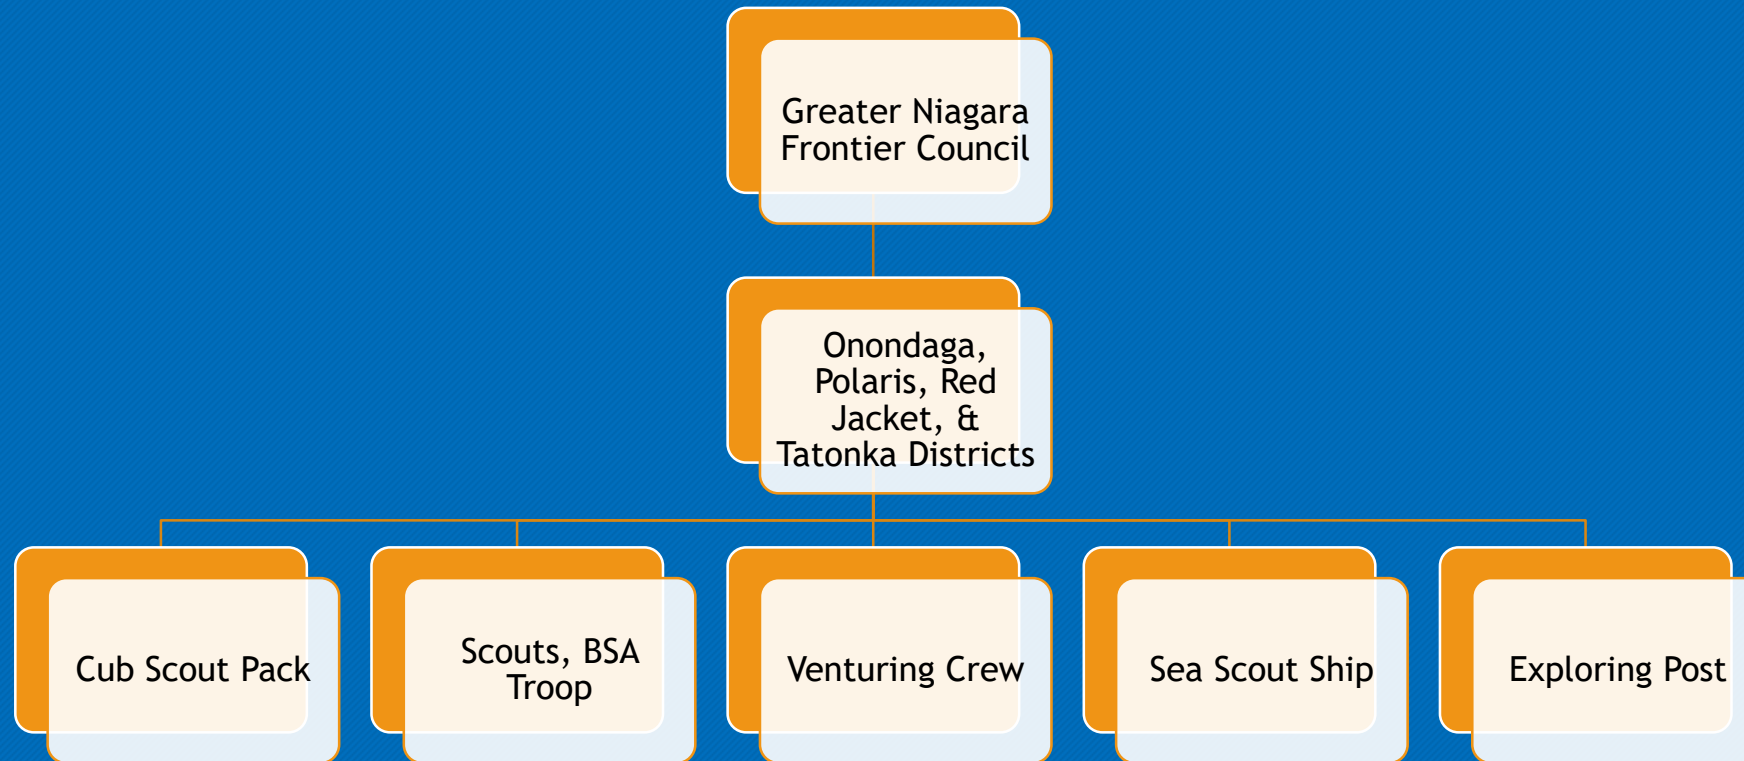 Greater Niagara
Frontier Council
Onondaga,
Polaris, Red
Jacket, &
Tatonka Districts
Cub Scout Pack
Scouts, BSA
Troop
Venturing Crew
Sea Scout Ship
Exploring Post